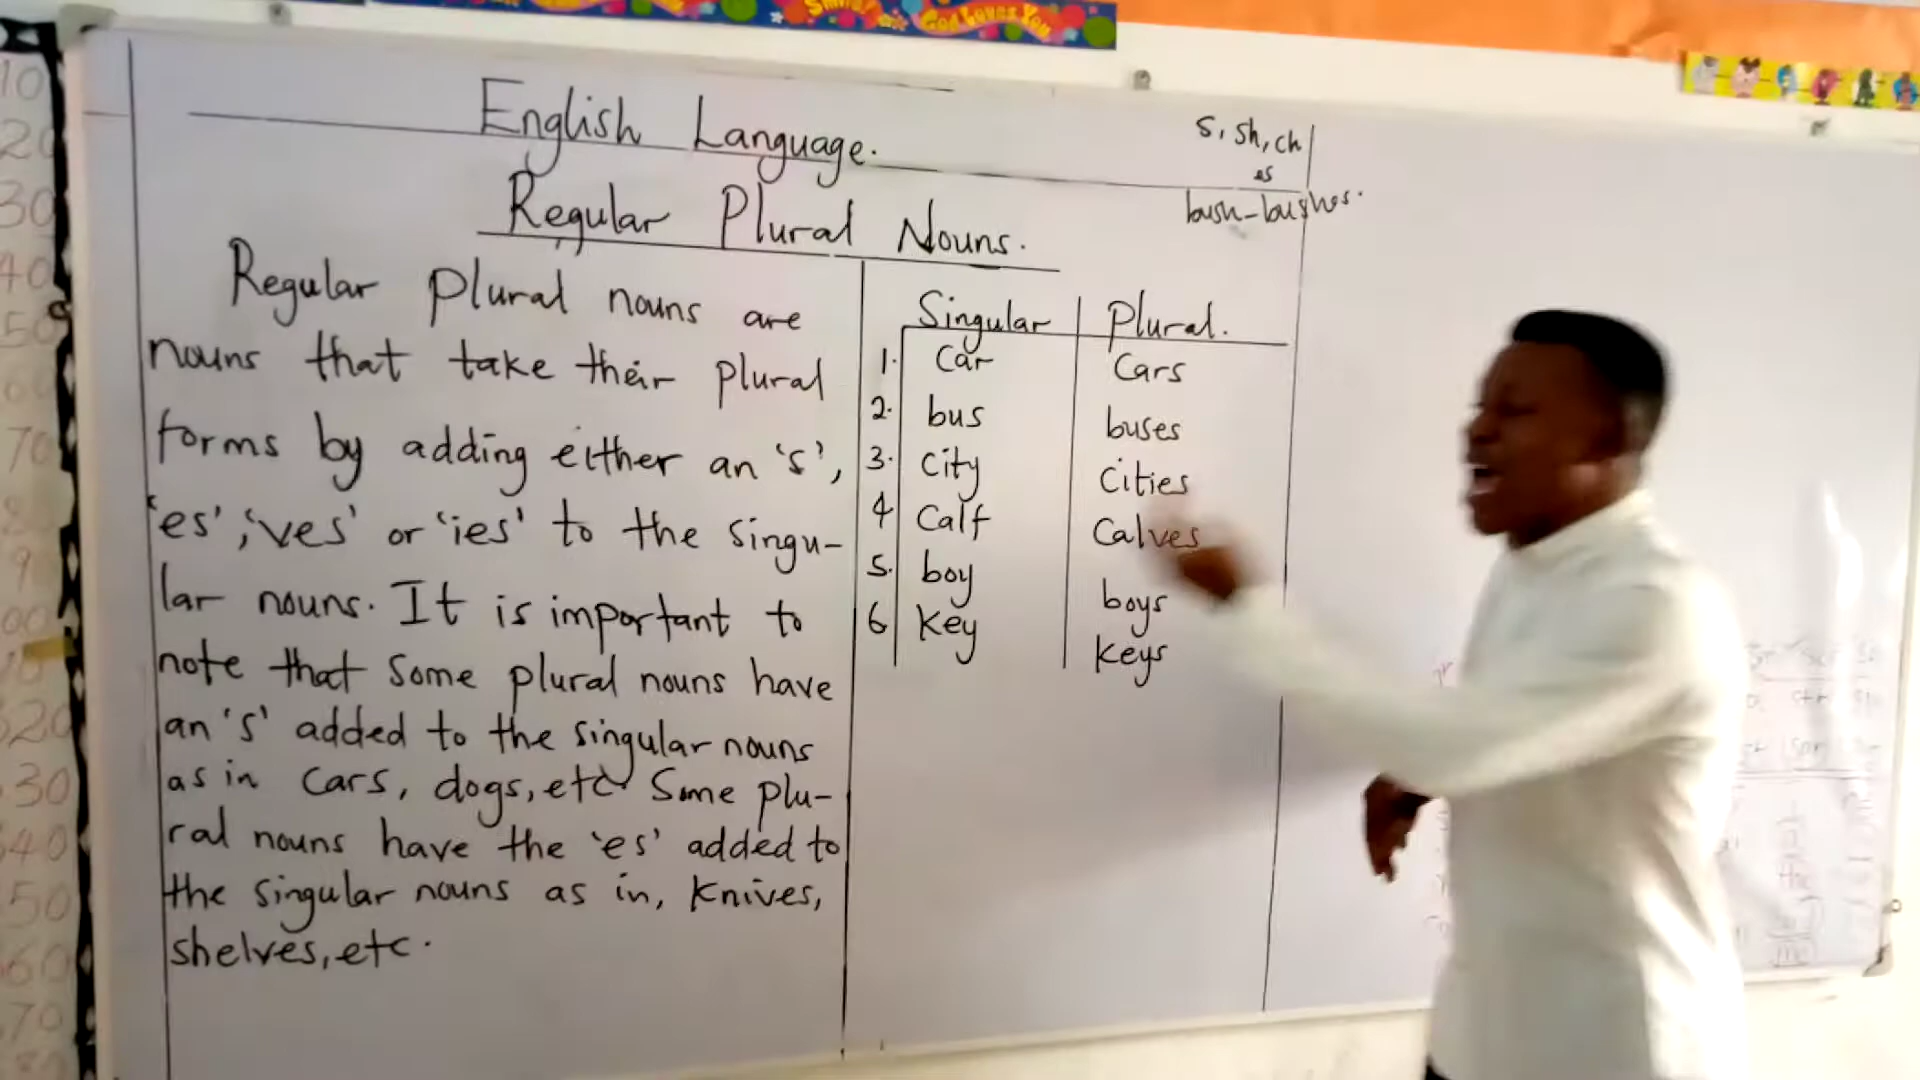 God Loves You
English Language.
s, sh, ch
es
bush - bushes.
Regular Plural Nouns.
Regular plural nouns are
nouns that take their plural
forms by adding either an 's',
'es', 'ves' or 'ies' to the singu-
lar nouns. It is important to
note that some plural nouns have
an 's' added to the singular nouns
as in cars, dogs, etc. Some plu-
ral nouns have the 'es' added to
the singular nouns as in, knives,
shelves, etc.
Singular Plural.
1. Car Cars
2. bus buses
3. City Cities
4 Calf Calves
5. boy boys
6 key keys